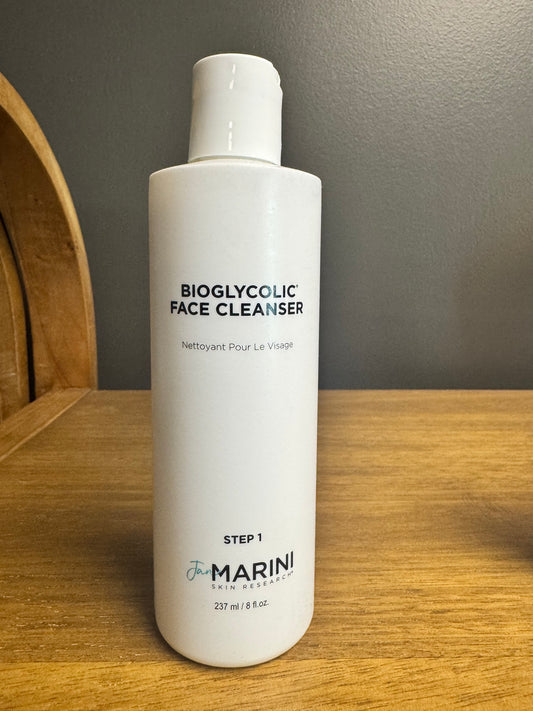 BIOGLYCOLIC®
FACE CLEANSER
Nettoyant Pour Le Visage
STEP 1
Jan MARINI
SKIN RESEARCH®
237 ml / 8 fl.oz.